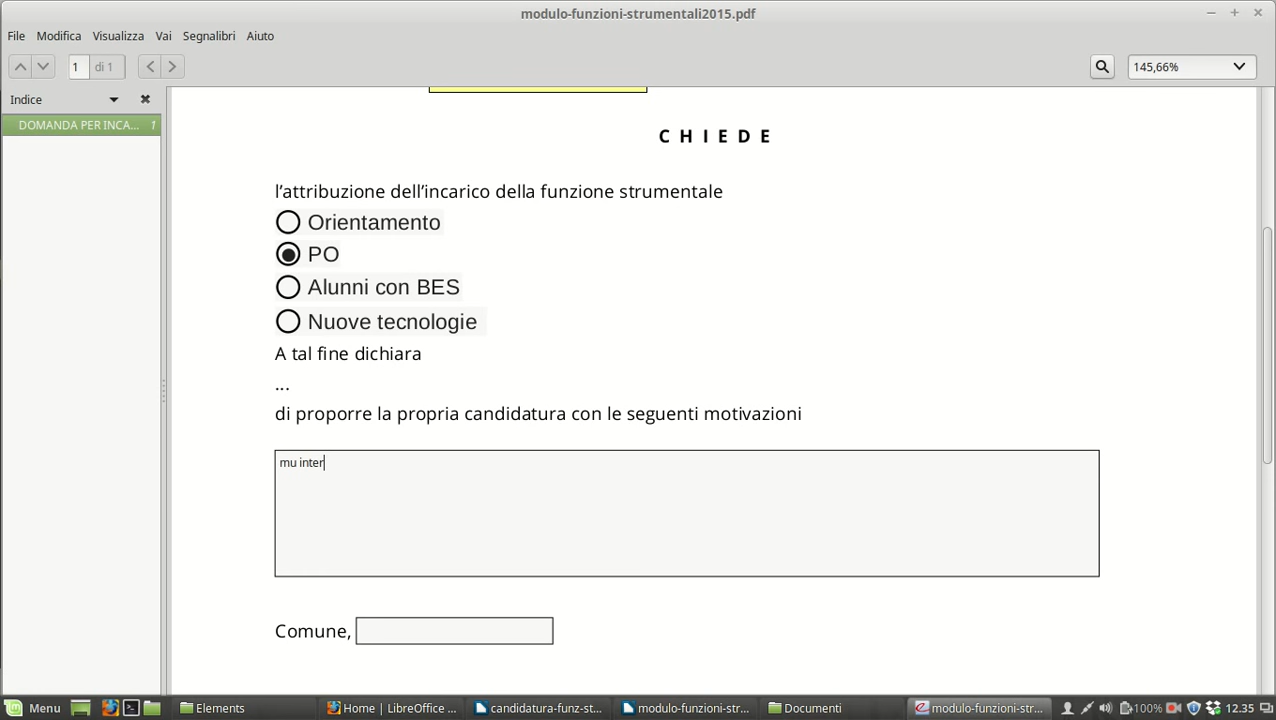 modulo-funzioni-strumentali2015.pdf
File Modifica Visualizza Vai Segnalibri Aiuto
1 di 1 145,66%
Indice
DOMANDA PER INCA... 1
C H I E D E
l’attribuzione dell’incarico della funzione strumentale
Orientamento
PO
Alunni con BES
Nuove tecnologie
A tal fine dichiara
...
di proporre la propria candidatura con le seguenti motivazioni
mu inter
Comune,
Menu Elements Home | LibreOffice ... candidatura-funz-st... modulo-funzioni-str... Documenti modulo-funzioni-str... 100% 12.35